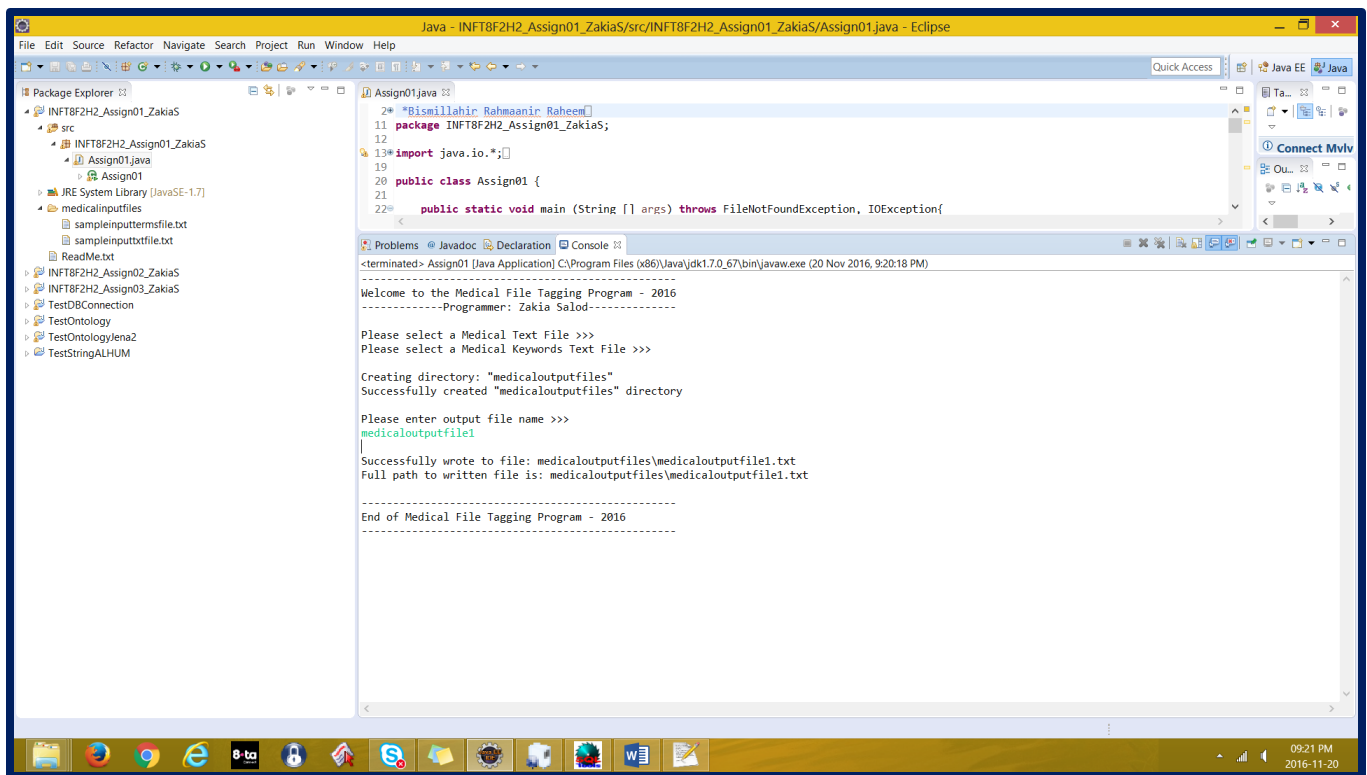 Java - INFT8F2H2_Assign01_ZakiaS/src/INFT8F2H2_Assign01_ZakiaS/Assign01.java - Eclipse
File Edit Source Refactor Navigate Search Project Run Window Help
Quick Access
Java EE
Java
Package Explorer
INFT8F2H2_Assign01_ZakiaS
src
INFT8F2H2_Assign01_ZakiaS
Assign01.java
Assign01
JRE System Library [JavaSE-1.7]
medicalinputfiles
sampleinputtermsfile.txt
sampleinputtxtfile.txt
ReadMe.txt
INFT8F2H2_Assign02_ZakiaS
INFT8F2H2_Assign03_ZakiaS
TestDBConnection
TestOntology
TestOntologyJena2
TestStringALHUM
Assign01.java
2 *Bismillahir Rahmaanir Raheem
11 package INFT8F2H2_Assign01_ZakiaS;
12
13 import java.io.*;
19
20 public class Assign01 {
21
22 public static void main (String [] args) throws FileNotFoundException, IOException{
Ta...
Connect Mylv
Ou...
Problems @ Javadoc Declaration Console
<terminated> Assign01 [Java Application] C:\Program Files (x86)\Java\jdk1.7.0_67\bin\javaw.exe (20 Nov 2016, 9:20:18 PM)
--------------------------------------------------
Welcome to the Medical File Tagging Program - 2016
-------------Programmer: Zakia Salod--------------
Please select a Medical Text File >>>
Please select a Medical Keywords Text File >>>
Creating directory: "medicaloutputfiles"
Successfully created "medicaloutputfiles" directory
Please enter output file name >>>
medicaloutputfile1
Successfully wrote to file: medicaloutputfiles\medicaloutputfile1.txt
Full path to written file is: medicaloutputfiles\medicaloutputfile1.txt
--------------------------------------------------
End of Medical File Tagging Program - 2016
--------------------------------------------------
8ta
09:21 PM
2016-11-20